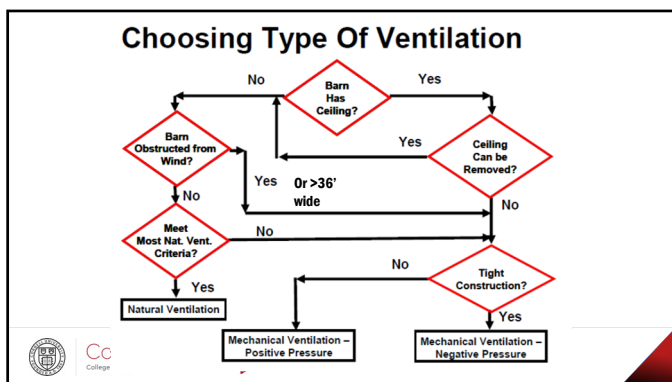 Choosing Type Of Ventilation
No
Barn
Has
Ceiling?
Yes
Barn
Obstructed from
Wind?
Yes
Ceiling
Can be
Removed?
Yes
Or >36'
wide
No
No
Meet
Most Nat. Vent.
Criteria?
No
No
Tight
Construction?
Yes
Yes
Natural Ventilation
Mechanical Ventilation –
Positive Pressure
Mechanical Ventilation –
Negative Pressure
Co
College